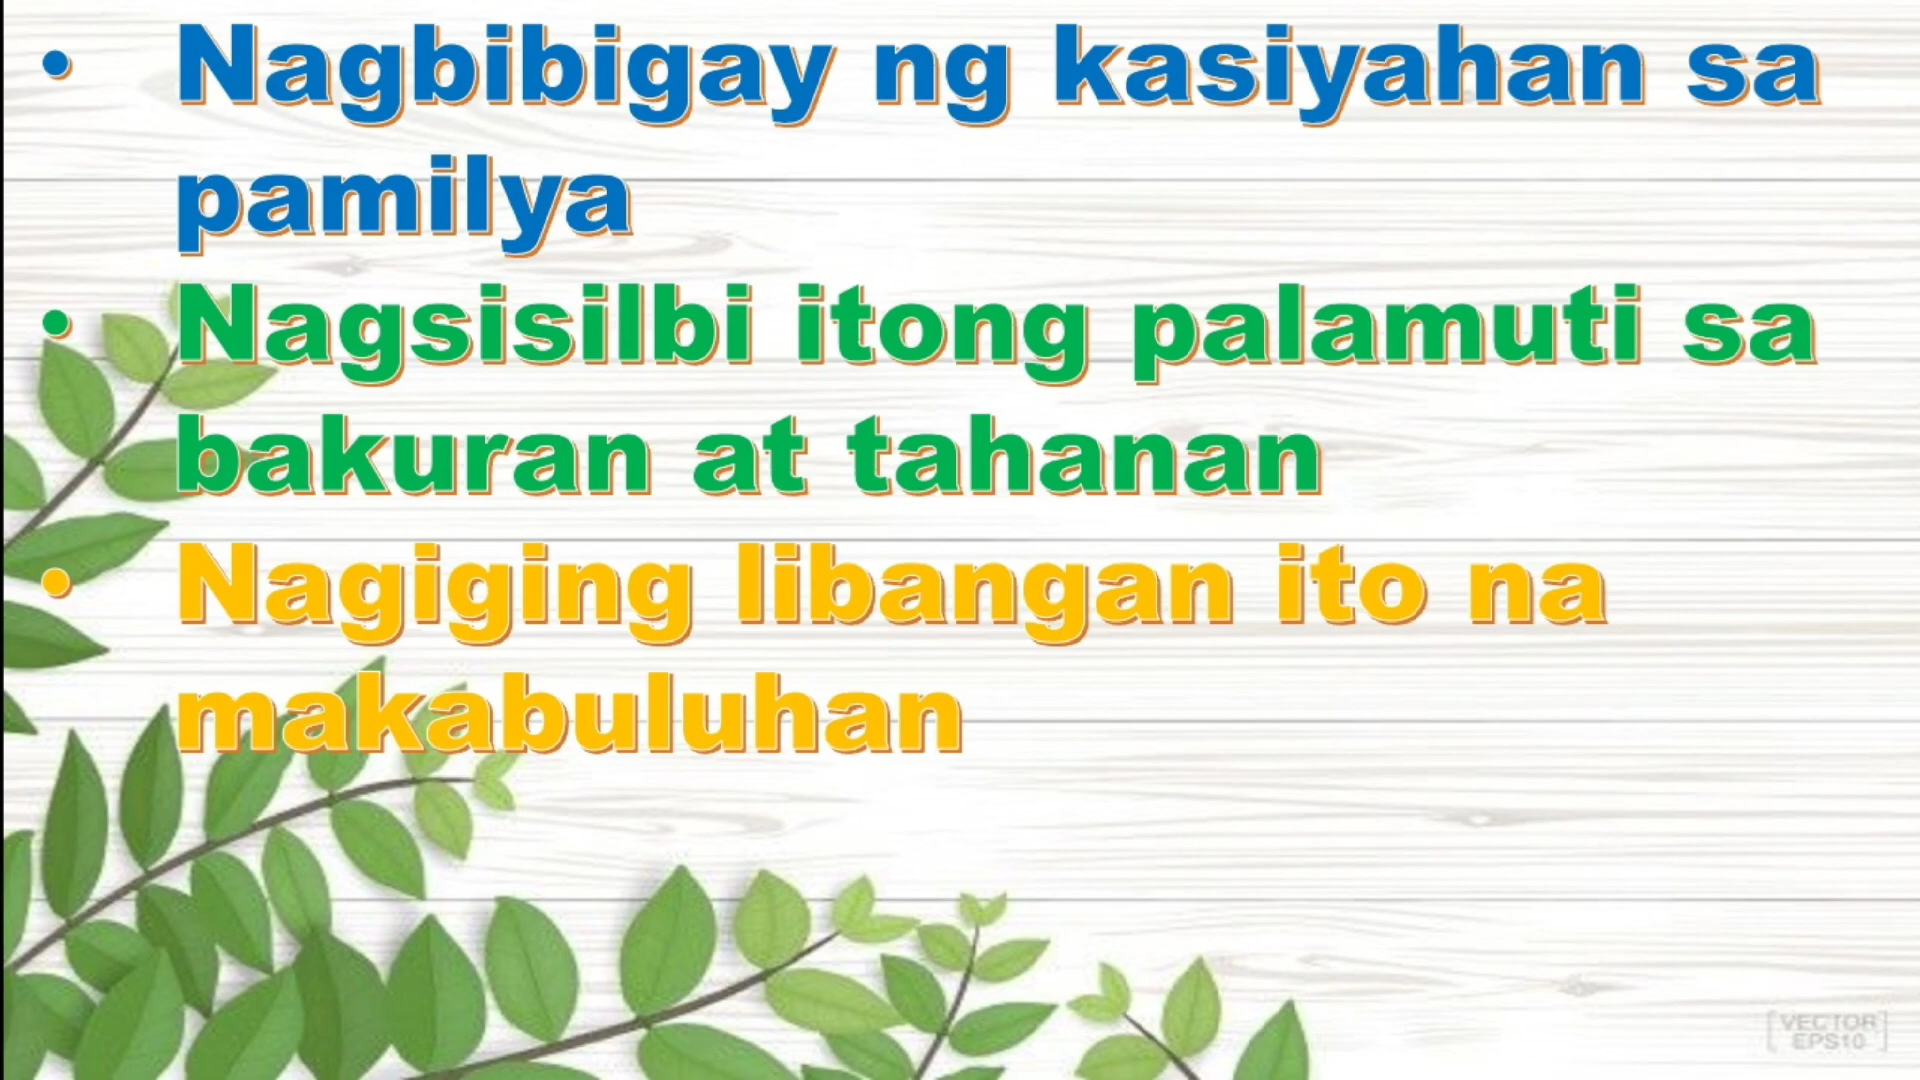 • Nagbibigay ng kasiyahan sa
pamilya
• Nagsisilbi itong palamuti sa
bakuran at tahanan
• Nagiging libangan ito na
makabuluhan
VECTOR
EPS10